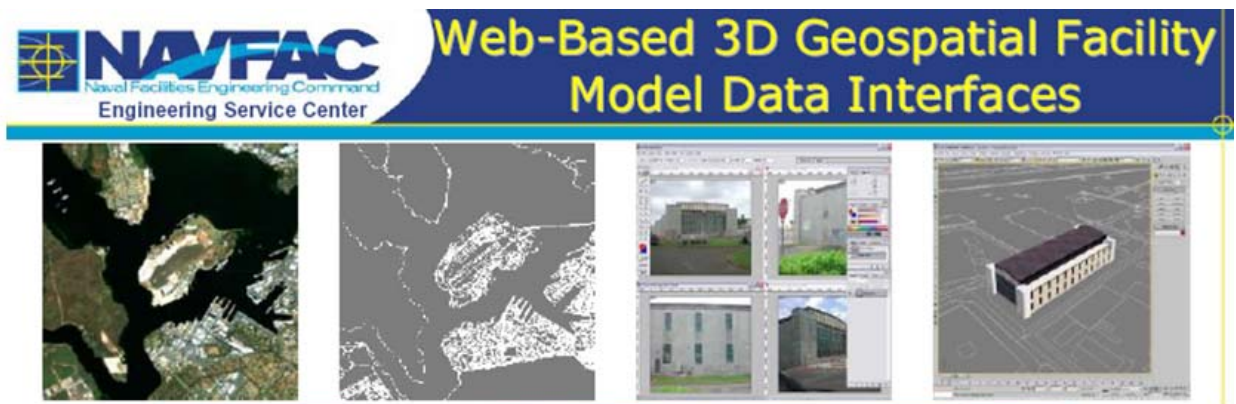 NAVFAC
Naval Facilities Engineering Command
Engineering Service Center
Web-Based 3D Geospatial Facility
Model Data Interfaces